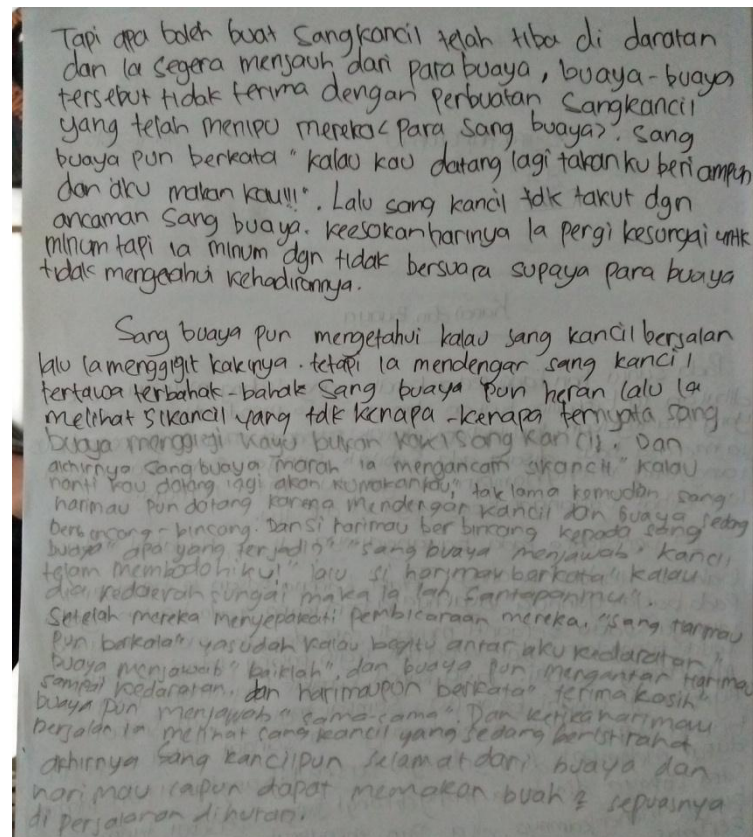 Tapi apa boleh buat Sangkancil telah tiba di daratan
dan ia segera menjauh dari para buaya, buaya-buaya
tersebut tidak terima dengan perbuatan Sangkancil
yang telah menipu mereka<para sang buaya>. Sang
buaya pun berkata "kalau kau datang lagi takan ku beri ampun
dan aku makan kau!!!". Lalu sang kancil tdk takut dgn
ancaman Sang buaya. keesokan harinya ia pergi kesungai untk
minum tapi ia minum dgn tidak bersuara supaya para buaya
tidak mengetahui kehadirannya.
Sang buaya pun mengetahui kalau sang kancil berjalan
lalu ia menggigit kakinya. tetapi ia mendengar sang kancil
tertawa terbahak-bahak Sang buaya pun heran lalu ia
melihat sikancil yang tdk kenapa-kenapa ternyata sang
buaya menggigi kayu bukan kaki sang kancil. Dan
akhirnya sang buaya marah ia mengancam "kalau
nanti kau datang lagi akan kumakankau," tak lama kemudian sang
harimau pun datang karena mendengar kancil dan buaya sedang
berbincang-bincang. Dan si harimau berbincang kepada sang
buaya "apa yang terjadi?" "sang buaya menjawab" kancil
telah membodohiku!" lalu si harimau berkata" kalau
dia kedaerah sungai maka ia lah santapanmu".
Setelah mereka menyepakati pembicaraan mereka. "sang harimau
pun berkata" yasudah kalau begitu antar aku kedaratan"
buaya menjawab" baiklah", dan buaya pun mengantar harimau
sampai kedaratan. dan harimaupun berkata" terima kasih"
buaya pun menjawab" sama-sama". Dan ketika harimau
berjalan ia melihat sang kancil yang sedang beristirahat
akhirnya sang kancilpun selamat dari buaya dan
harimau iapun dapat memakan buah 2 sepuasnya
di perjalanan dihutan.